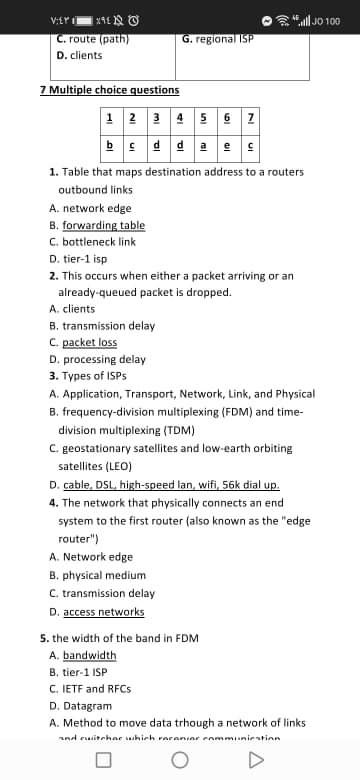 ٧:٤٢ ٪٩٤ JO 100
C. route (path) G. regional ISP
D. clients
7 Multiple choice questions
1 2 3 4 5 6 7
b c d d a e c
1. Table that maps destination address to a routers
outbound links
A. network edge
B. forwarding table
C. bottleneck link
D. tier-1 isp
2. This occurs when either a packet arriving or an
already-queued packet is dropped.
A. clients
B. transmission delay
C. packet loss
D. processing delay
3. Types of ISPs
A. Application, Transport, Network, Link, and Physical
B. frequency-division multiplexing (FDM) and time-
division multiplexing (TDM)
C. geostationary satellites and low-earth orbiting
satellites (LEO)
D. cable, DSL, high-speed lan, wifi, 56k dial up.
4. The network that physically connects an end
system to the first router (also known as the "edge
router")
A. Network edge
B. physical medium
C. transmission delay
D. access networks
5. the width of the band in FDM
A. bandwidth
B. tier-1 ISP
C. IETF and RFCs
D. Datagram
A. Method to move data trhough a network of links
and switches which reserves communication